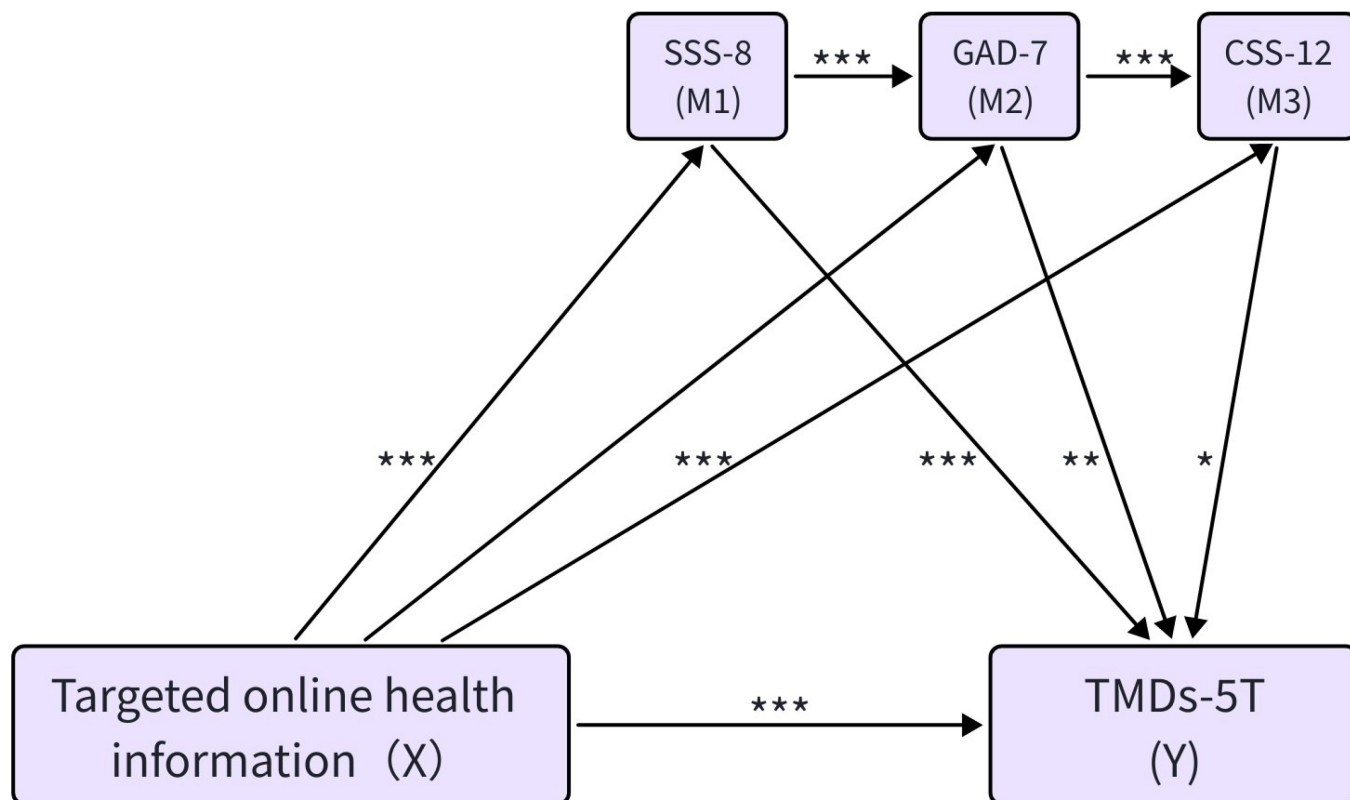 SSS-8
(M1)
***
GAD-7
(M2)
***
CSS-12
(M3)
***
***
***
**
*
Targeted online health
information（X）
***
TMDs-5T
(Y)